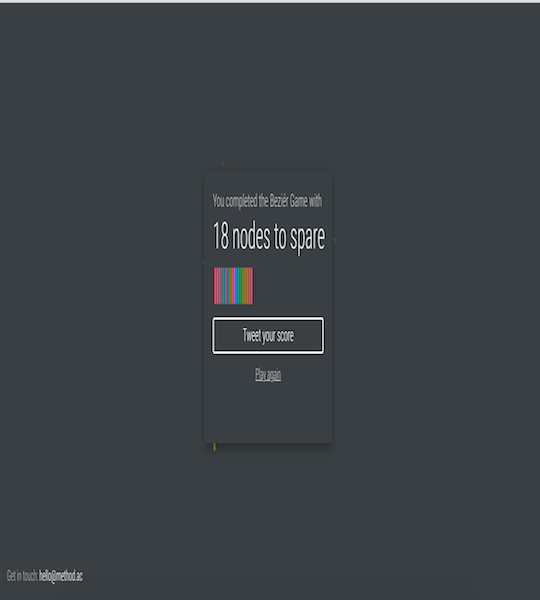 You completed the Beziér Game with
18 nodes to spare
Tweet your score
Play again
Get in touch: hello@method.ac